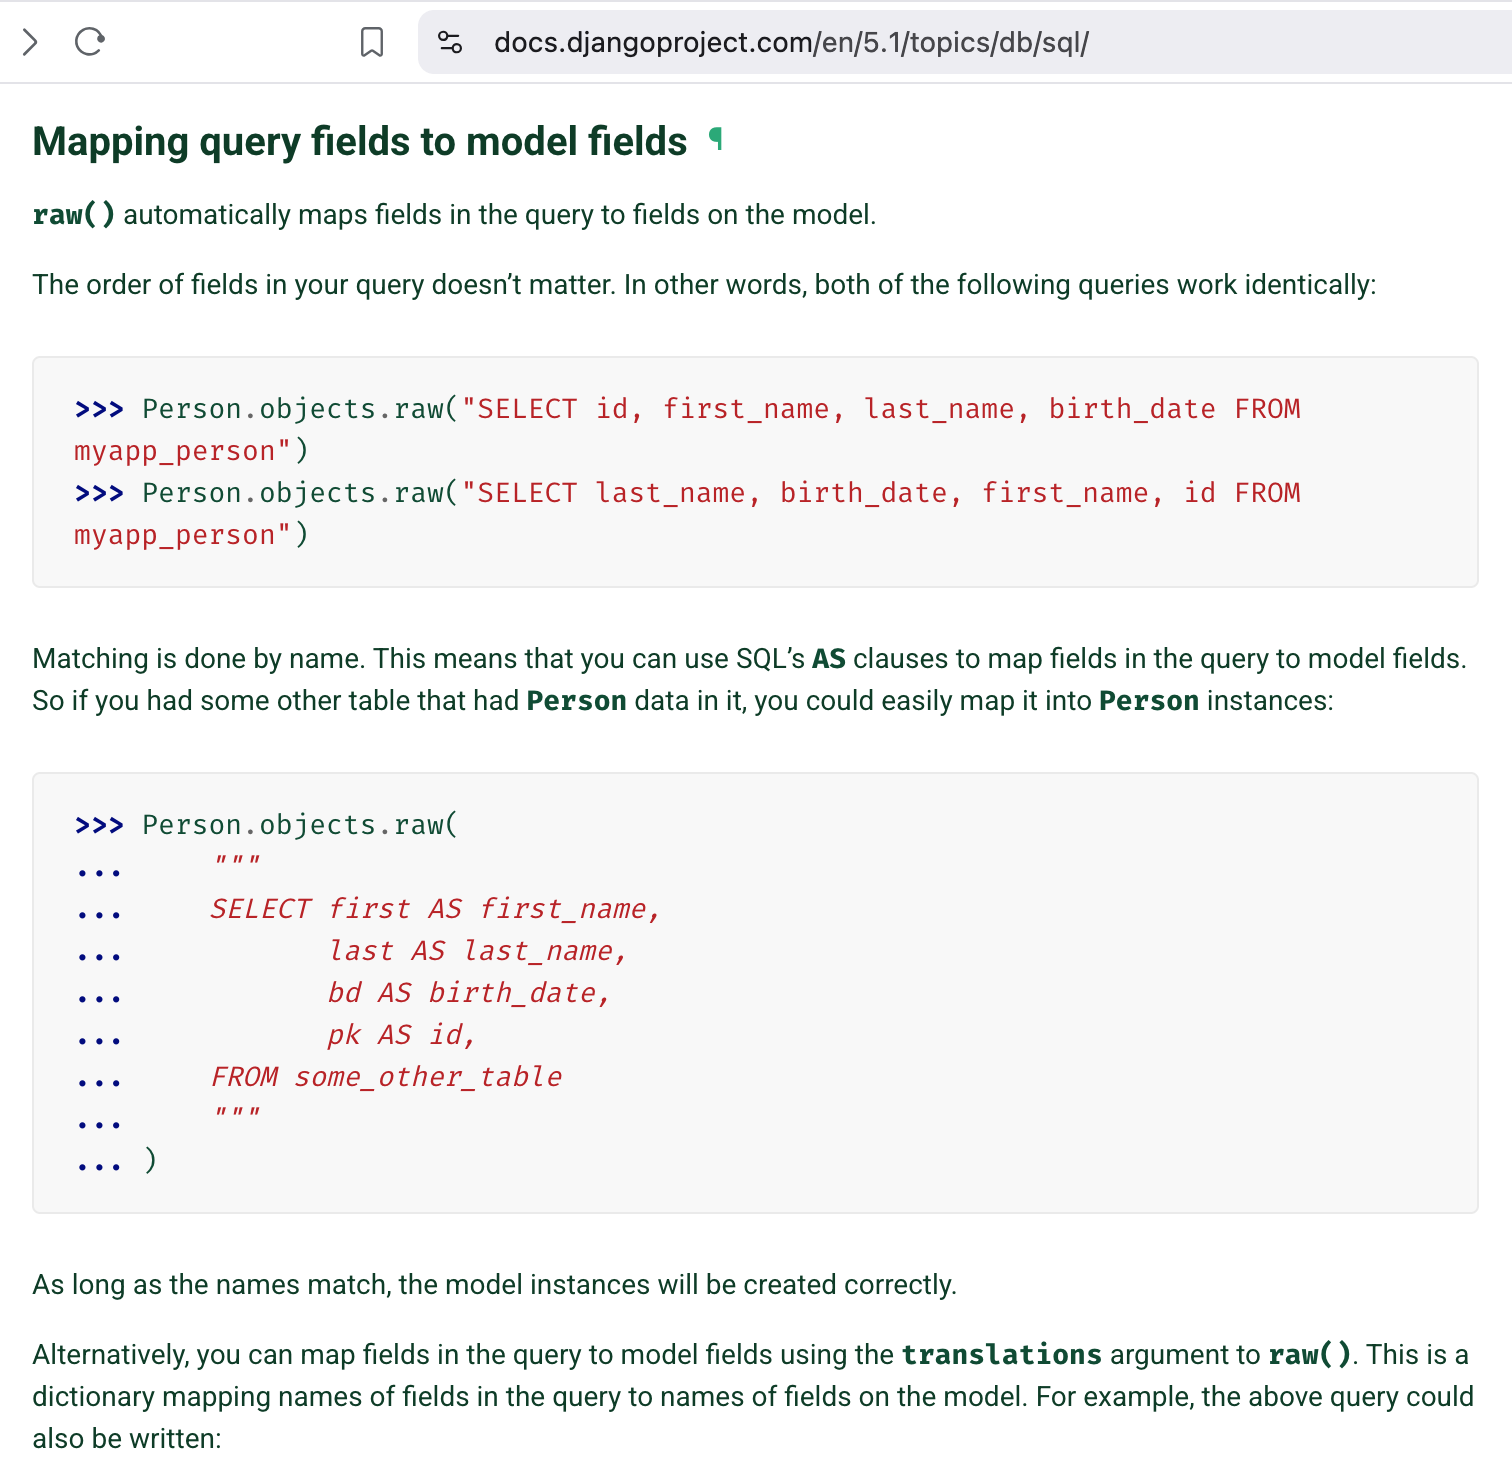 docs.djangoproject.com/en/5.1/topics/db/sql/
Mapping query fields to model fields ¶
raw() automatically maps fields in the query to fields on the model.
The order of fields in your query doesn’t matter. In other words, both of the following queries work identically:
>>> Person.objects.raw("SELECT id, first_name, last_name, birth_date FROM
myapp_person")
>>> Person.objects.raw("SELECT last_name, birth_date, first_name, id FROM
myapp_person")
Matching is done by name. This means that you can use SQL’s AS clauses to map fields in the query to model fields.
So if you had some other table that had Person data in it, you could easily map it into Person instances:
>>> Person.objects.raw(
...     """
...     SELECT first AS first_name,
...            last AS last_name,
...            bd AS birth_date,
...            pk AS id,
...     FROM some_other_table
...     """
... )
As long as the names match, the model instances will be created correctly.
Alternatively, you can map fields in the query to model fields using the translations argument to raw(). This is a
dictionary mapping names of fields in the query to names of fields on the model. For example, the above query could
also be written: